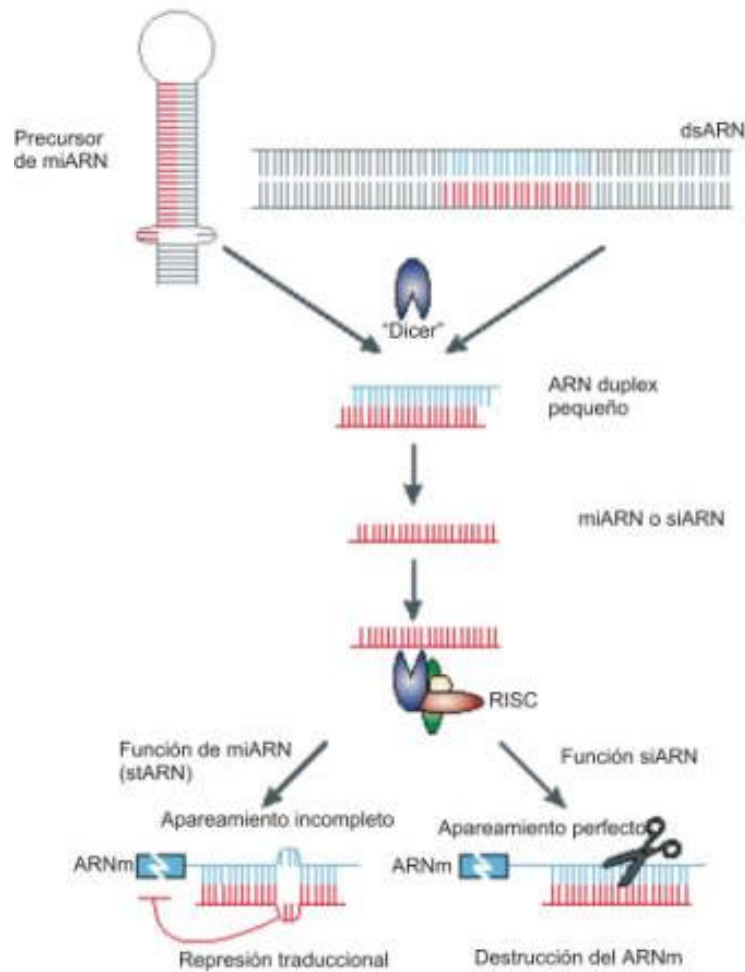 Precursor
de miARN
dsARN
"Dicer"
ARN duplex
pequeño
miARN o siARN
RISC
Función de miARN
(stARN)
Función siARN
Apareamiento incompleto
Apareamiento perfecto
ARNm
ARNm
Represión traduccional
Destrucción del ARNm